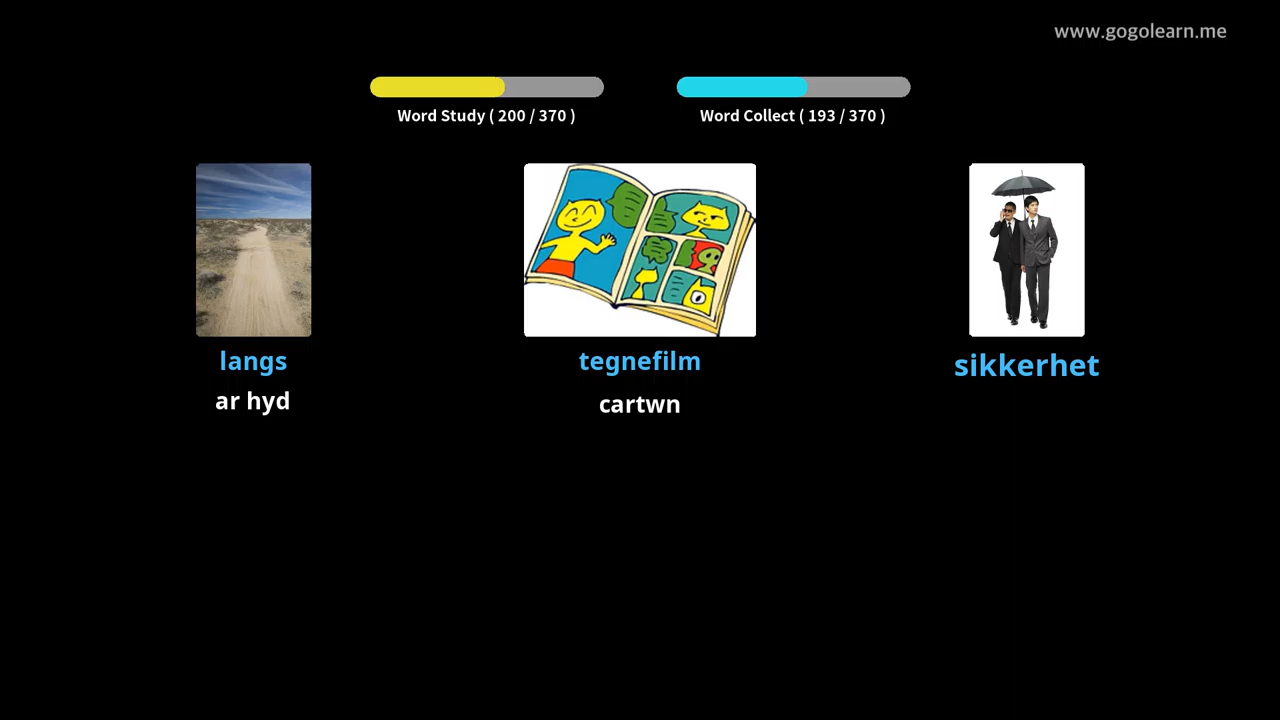 www.gogolearn.me
Word Study ( 200 / 370 )
Word Collect ( 193 / 370 )
langs
tegnefilm
sikkerhet
ar hyd
cartwn